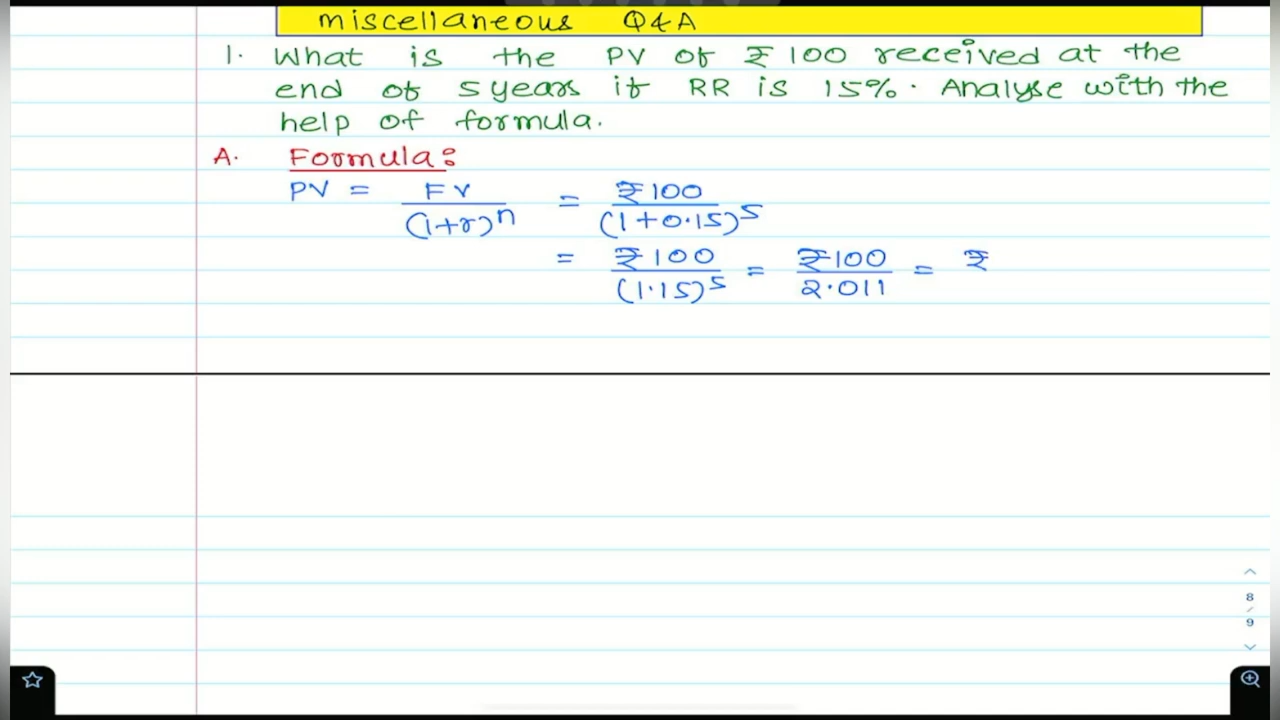 miscellaneous Q&A
1. What is the PV of ₹ 100 received at the
end of 5 years if RR is 15%. Analyse with the
help of formula.
A. Formula:
PV = FV / (1+r)^n = ₹100 / (1+0.15)^5
= ₹100 / (1.15)^5 = ₹100 / 2.011 = ₹
8
/
9